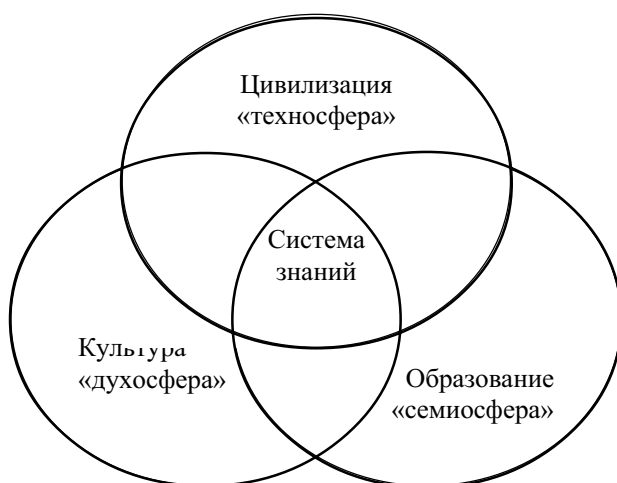 Цивилизация
«техносфера»
Система
знаний
Культура
«духосфера»
Образование
«семиосфера»